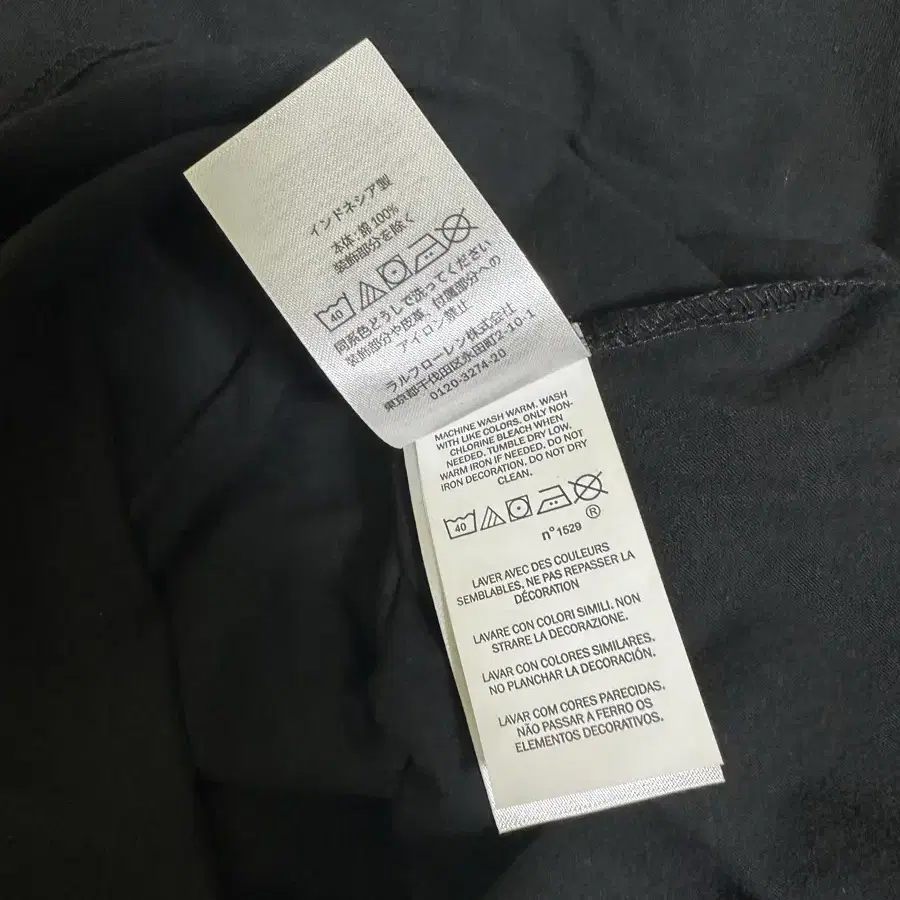 インドネシア製
本体・綿 100%
装飾部分を除く
40
同系色どうしで洗ってください
装飾部分や皮革、付属部分への
アイロン禁止
ラルフローレン株式会社
東京都千代田区永田町2-10-1
0120-3274-20
MACHINE WASH WARM. WASH
WITH LIKE COLORS. ONLY NON-
CHLORINE BLEACH WHEN
NEEDED. TUMBLE DRY LOW.
WARM IRON IF NEEDED. DO NOT
IRON DECORATION. DO NOT DRY
CLEAN.
40
n° 1529 ®
LAVER AVEC DES COULEURS
SEMBLABLES, NE PAS REPASSER LA
DÉCORATION
LAVARE CON COLORI SIMILI. NON
STIRARE LA DECORAZIONE.
LAVAR CON COLORES SIMILARES.
NO PLANCHAR LA DECORACIÓN.
LAVAR COM CORES PARECIDAS.
NÃO PASSAR A FERRO OS
ELEMENTOS DECORATIVOS.